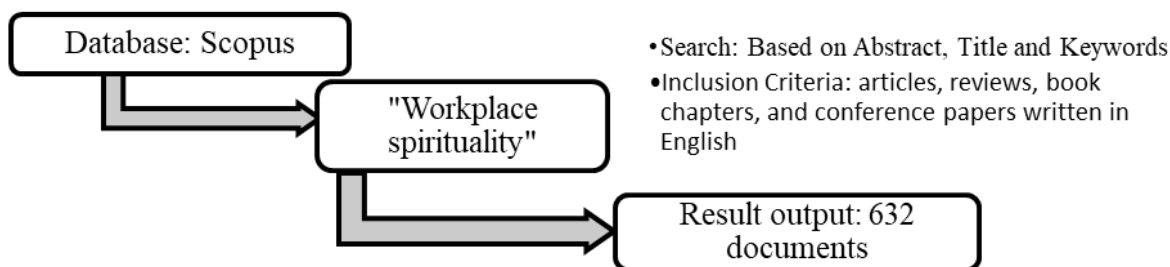 Database: Scopus
"Workplace
spirituality"
Result output: 632
documents
•Search: Based on Abstract, Title and Keywords
•Inclusion Criteria: articles, reviews, book
chapters, and conference papers written in
English